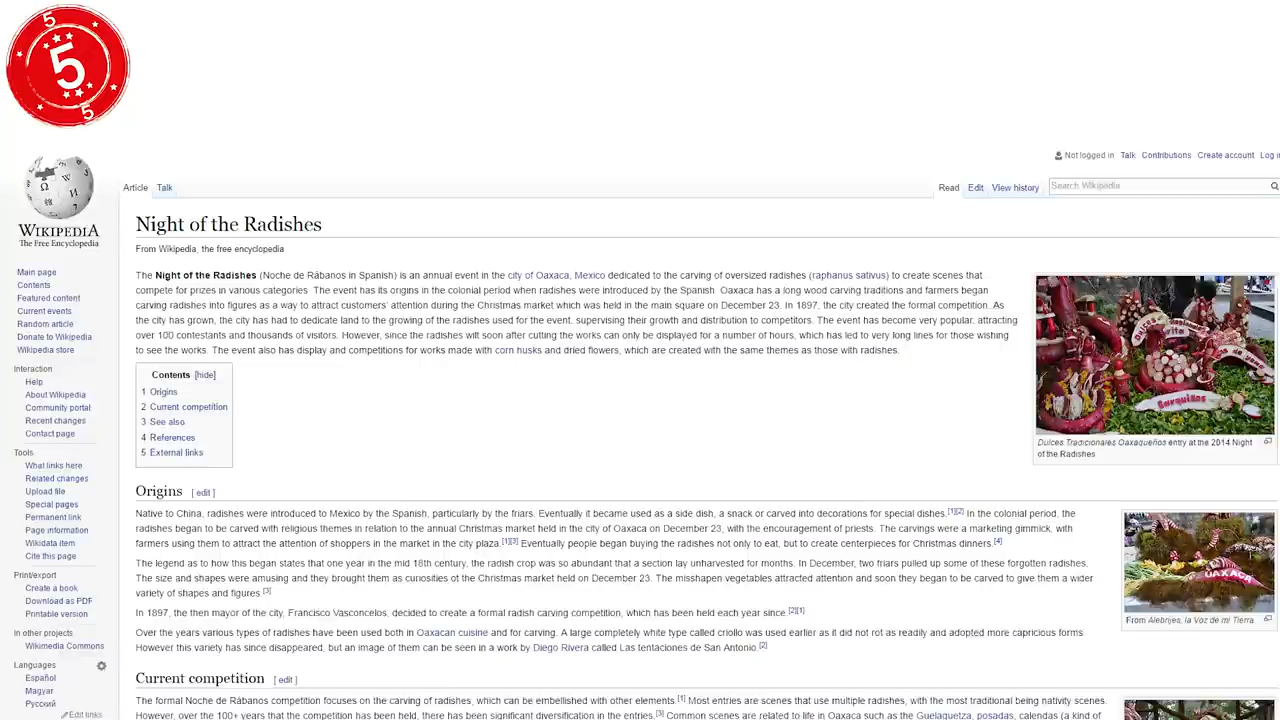 5
5
5
Not logged in Talk Contributions Create account Log i
Article Talk
Read Edit View history Search Wikipedia
WIKIPEDIA
The Free Encyclopedia
Night of the Radishes
From Wikipedia, the free encyclopedia
Main page
Contents
Featured content
Current events
Random article
Donate to Wikipedia
Wikipedia store
Interaction
Help
About Wikipedia
Community portal
Recent changes
Contact page
Tools
What links here
Related changes
Upload file
Special pages
Permanent link
Page information
Wikidata item
Cite this page
Print/export
Create a book
Download as PDF
Printable version
In other projects
Wikimedia Commons
Languages
Español
Magyar
Русский
Edit links
The Night of the Radishes (Noche de Rábanos in Spanish) is an annual event in the city of Oaxaca, Mexico dedicated to the carving of oversized radishes (raphanus sativus) to create scenes that
compete for prizes in various categories. The event has its origins in the colonial period when radishes were introduced by the Spanish. Oaxaca has a long wood carving traditions and farmers began
carving radishes into figures as a way to attract customers' attention during the Christmas market which was held in the main square on December 23. In 1897, the city created the formal competition. As
the city has grown, the city has had to dedicate land to the growing of the radishes used for the event, supervising their growth and distribution to competitors. The event has become very popular, attracting
over 100 contestants and thousands of visitors. However, since the radishes will soon after cutting the works can only be displayed for a number of hours, which has led to very long lines for those wishing
to see the works. The event also has display and competitions for works made with corn husks and dried flowers, which are created with the same themes as those with radishes.
Contents [hide]
1 Origins
2 Current competition
3 See also
4 References
5 External links
Dulces Tradicionales Oaxaqueños entry at the 2014 Night
of the Radishes
Origins [ edit ]
Native to China, radishes were introduced to Mexico by the Spanish, particularly by the friars. Eventually it became used as a side dish, a snack or carved into decorations for special dishes.[1][2] In the colonial period, the
radishes began to be carved with religious themes in relation to the annual Christmas market held in the city of Oaxaca on December 23, with the encouragement of priests. The carvings were a marketing gimmick, with
farmers using them to attract the attention of shoppers in the market in the city plaza.[1][3] Eventually people began buying the radishes not only to eat, but to create centerpieces for Christmas dinners.[4]
The legend as to how this began states that one year in the mid 18th century, the radish crop was so abundant that a section lay unharvested for months. In December, two friars pulled up some of these forgotten radishes.
The size and shapes were amusing and they brought them as curiosities ot the Christmas market held on December 23. The misshapen vegetables attracted attention and soon they began to be carved to give them a wider
variety of shapes and figures.[3]
In 1897, the then mayor of the city, Francisco Vasconcelos, decided to create a formal radish carving competition, which has been held each year since.[2][1]
Over the years various types of radishes have been used both in Oaxacan cuisine and for carving. A large completely white type called criollo was used earlier as it did not rot as readily and adopted more capricious forms
However this variety has since disappeared, but an image of them can be seen in a work by Diego Rivera called Las tentaciones de San Antonio.[2]
OAXACA
From Alebrijes, la Voz de mi Tierra
Current competition [ edit ]
The formal Noche de Rábanos competition focuses on the carving of radishes, which can be embellished with other elements.[1] Most entries are scenes that use multiple radishes, with the most traditional being nativity scenes.
However, over the 100+ years that the competition has been held, there has been significant diversification in the entries.[3] Common scenes are related to life in Oaxaca such as the Guelaguetza, posadas, calendas (a kind of